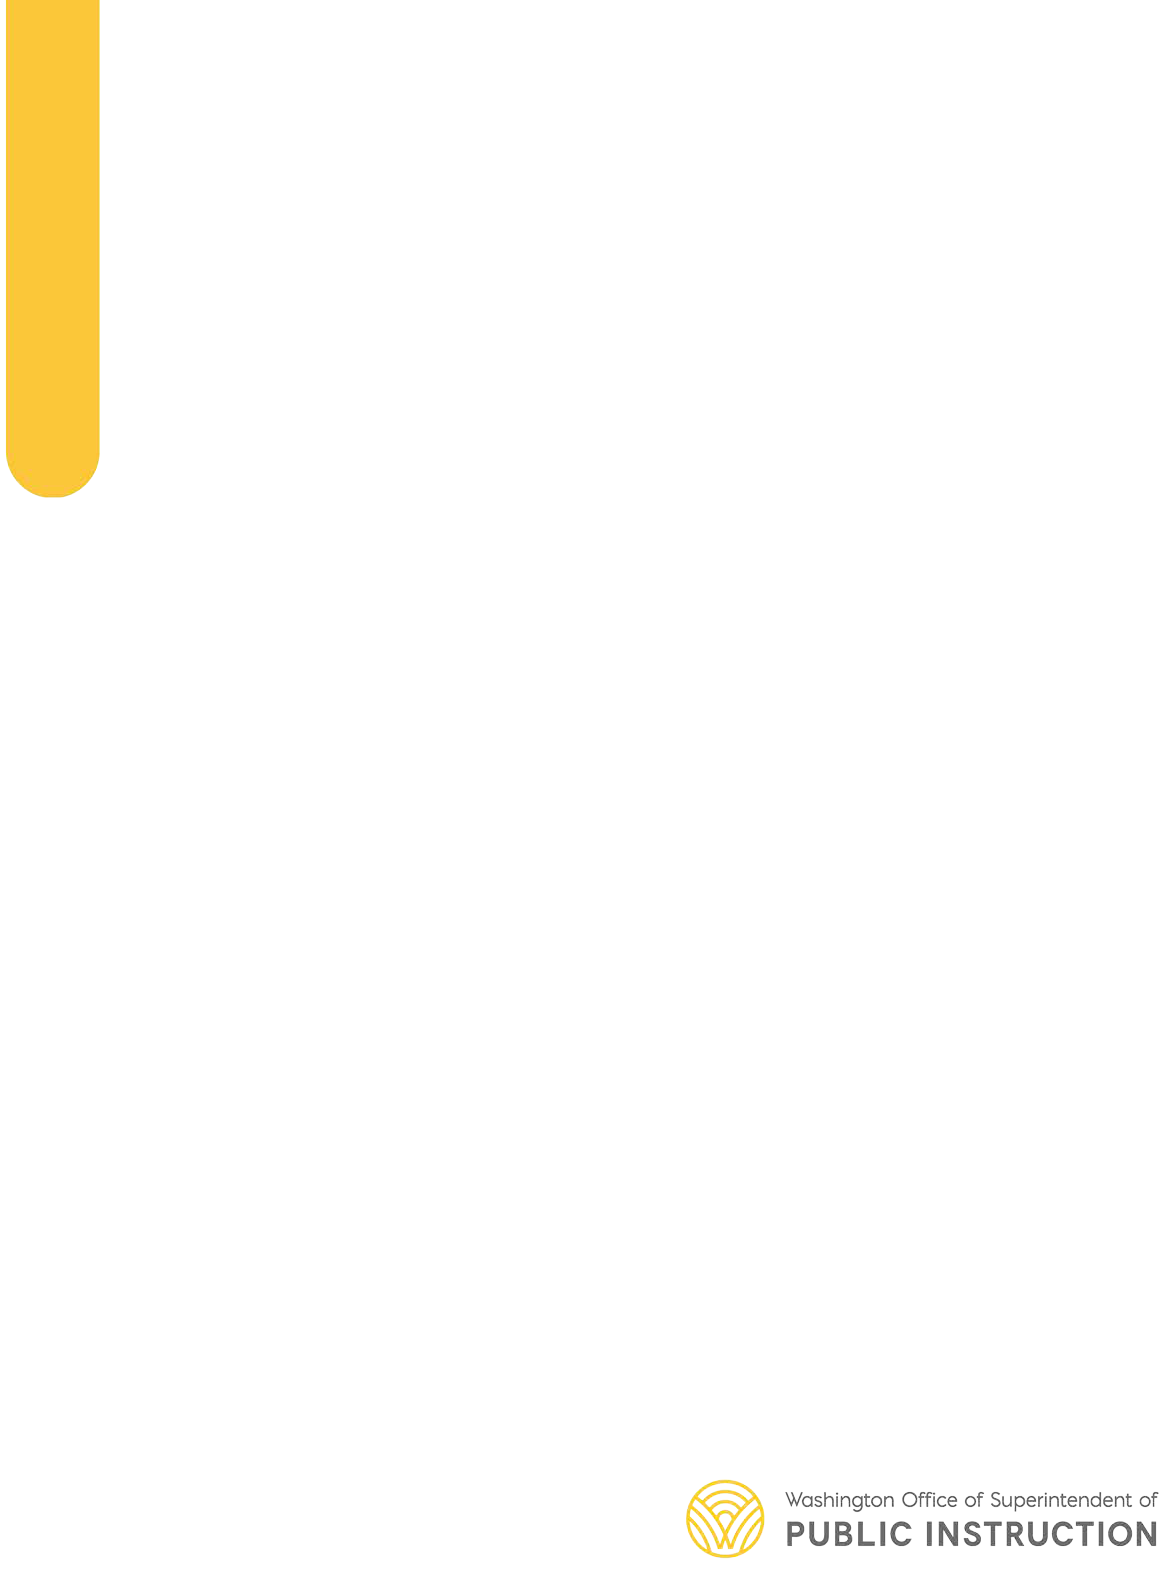 Washington Office of Superintendent of
PUBLIC INSTRUCTION